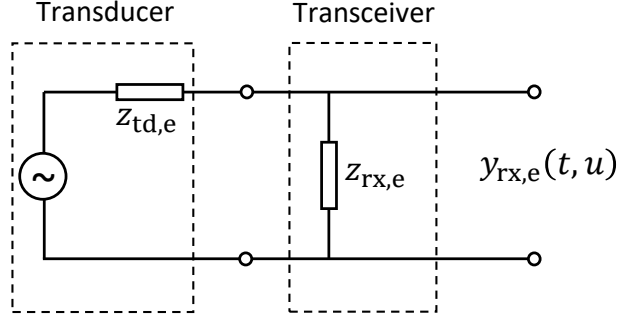 Transducer
Transceiver
z_td,e
z_rx,e
y_rx,e(t, u)
~